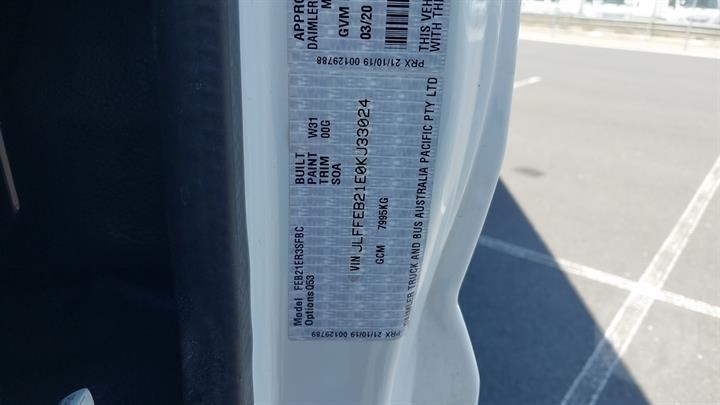 Model FEB21ER3SFBC
Options Q53
BUILT W31
PAINT 00G
TRIM
SOA
VIN JLFFEB21E0KJ33024
GCM 7995KG
DAIMLER TRUCK AND BUS AUSTRALIA PACIFIC PTY LTD
PRX 21/10/19 00129789
APPRO
DAIMLER
GVM
03/20
THIS VEH
WITH THE
PRX 21/10/19 00129788